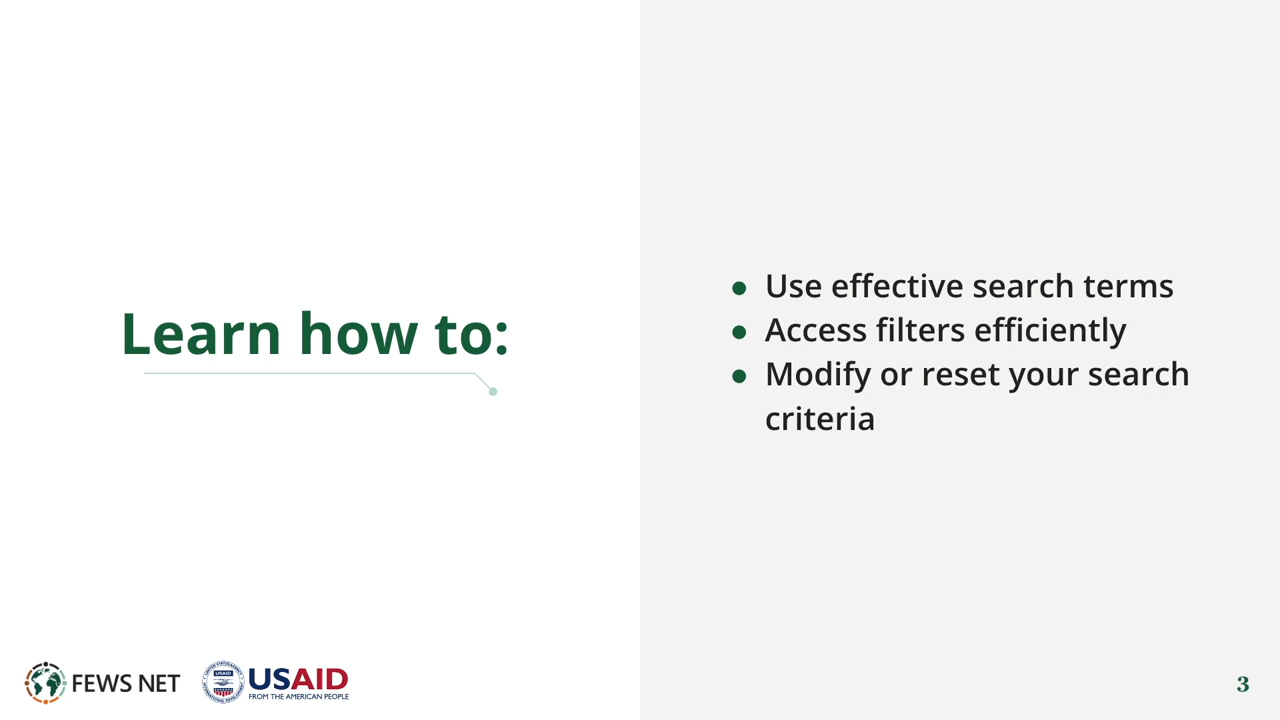 Learn how to:
● Use effective search terms
● Access filters efficiently
● Modify or reset your search
criteria
FEWS NET
USAID
FROM THE AMERICAN PEOPLE
3